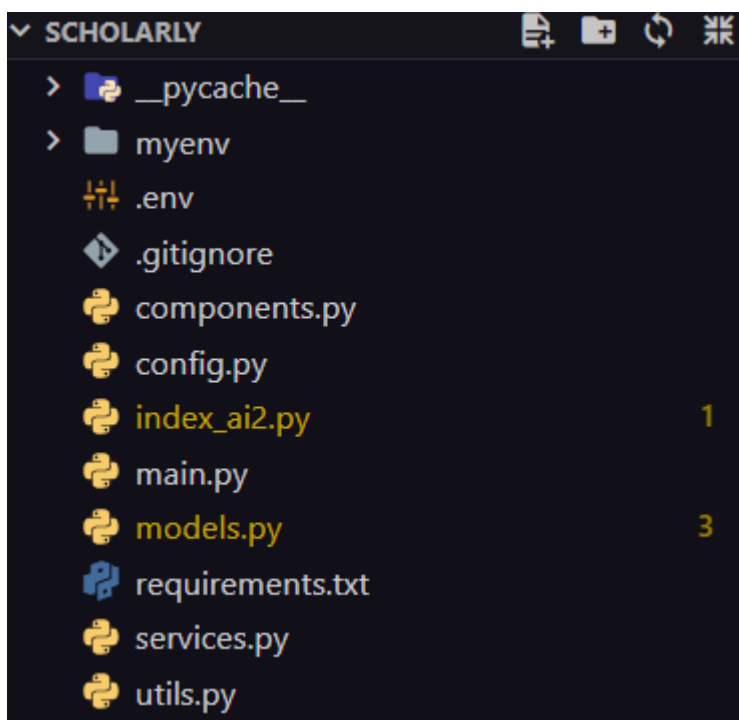 SCHOLARLY
__pycache__
myenv
.env
.gitignore
components.py
config.py
index_ai2.py 1
main.py
models.py 3
requirements.txt
services.py
utils.py